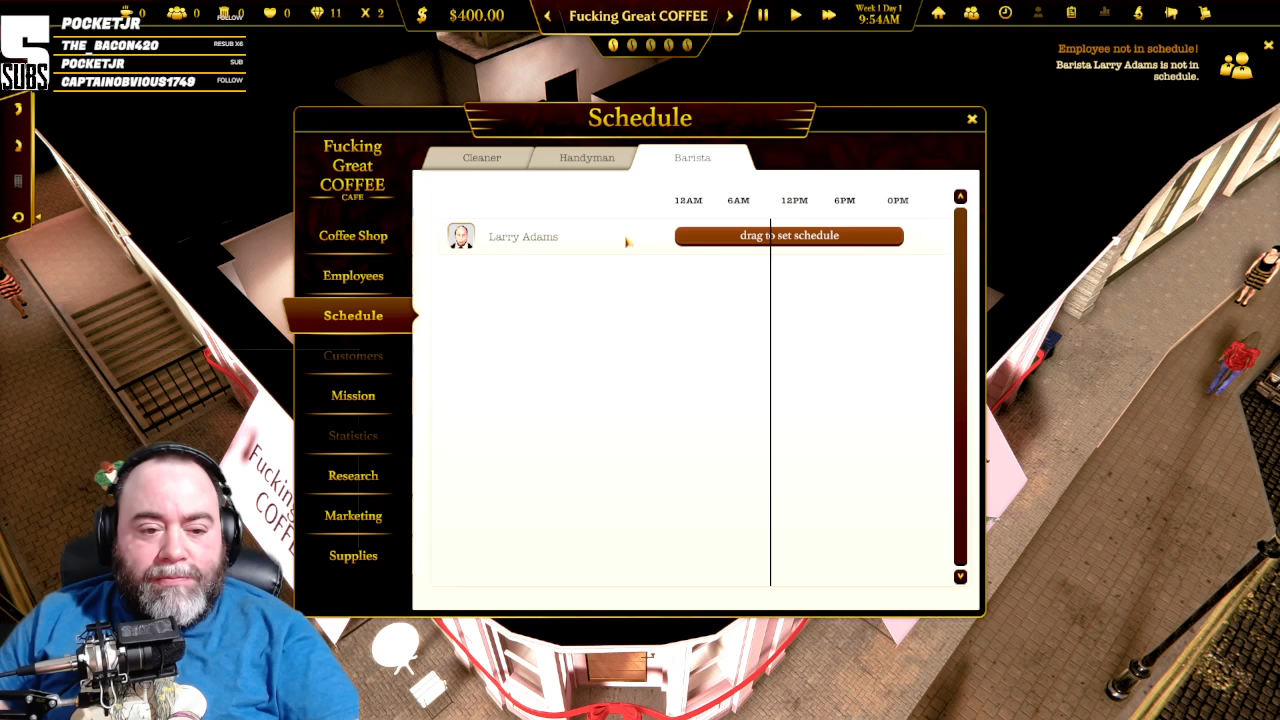 0 0 0 0 11 X 2 $400.00 Fucking Great COFFEE Week 1 Day 1
9:54AM
FOLLOW
POCKETJR
THE_BACON420 RESUB X6
POCKETJR SUB
CAPTAINOBVIOUS1749 FOLLOW
5
SUBS
Employee not in schedule!
Barista Larry Adams is not in
schedule.
Schedule
Fucking
Great
COFFEE
CAFE
Coffee Shop
Employees
Schedule
Customers
Mission
Statistics
Research
Marketing
Supplies
Cleaner Handyman Barista
12AM 6AM 12PM 6PM 0PM
Larry Adams drag to set schedule
Fucking
COFF